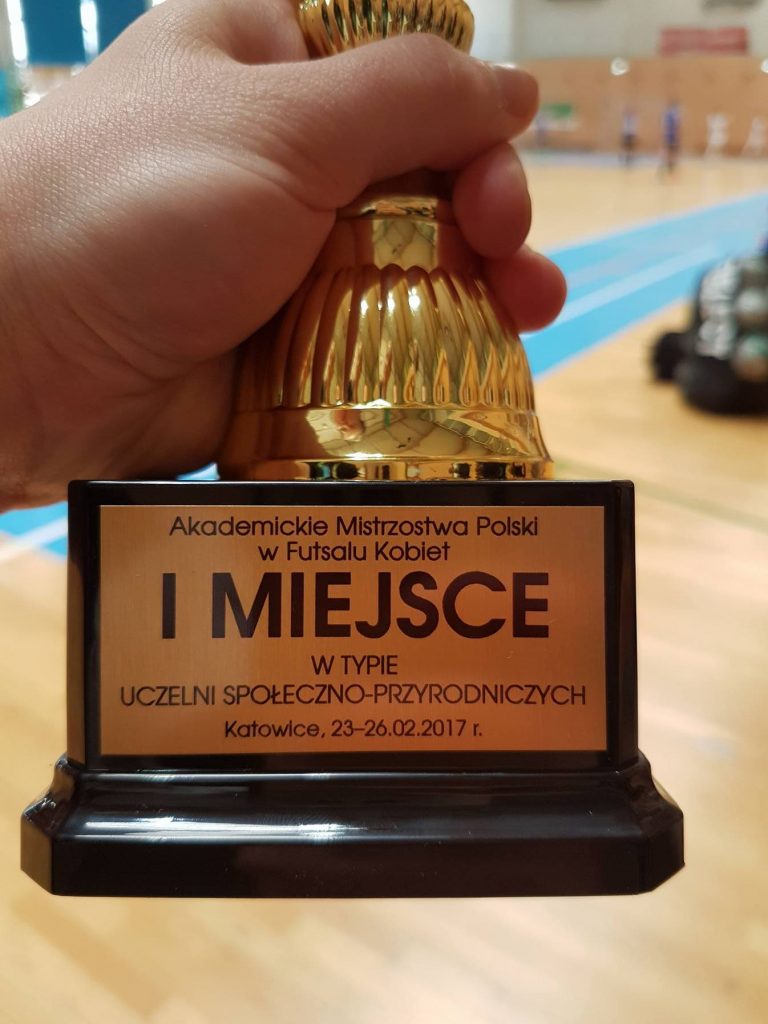 Akademickie Mistrzostwa Polski
w Futsalu Kobiet
I MIEJSCE
W TYPIE
UCZELNI SPOŁECZNO-PRZYRODNICZYCH
Katowice, 23–26.02.2017 r.